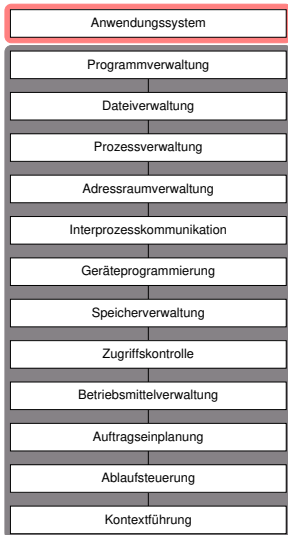 Anwendungssystem
Programmverwaltung
Dateiverwaltung
Prozessverwaltung
Adressraumverwaltung
Interprozesskommunikation
Geräteprogrammierung
Speicherverwaltung
Zugriffskontrolle
Betriebsmittelverwaltung
Auftragseinplanung
Ablaufsteuerung
Kontextführung